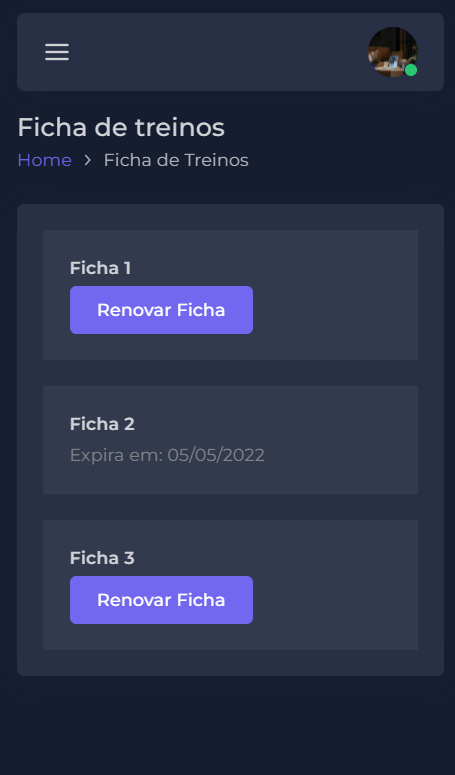 Ficha de treinos
Home > Ficha de Treinos
Ficha 1
Renovar Ficha
Ficha 2
Expira em: 05/05/2022
Ficha 3
Renovar Ficha